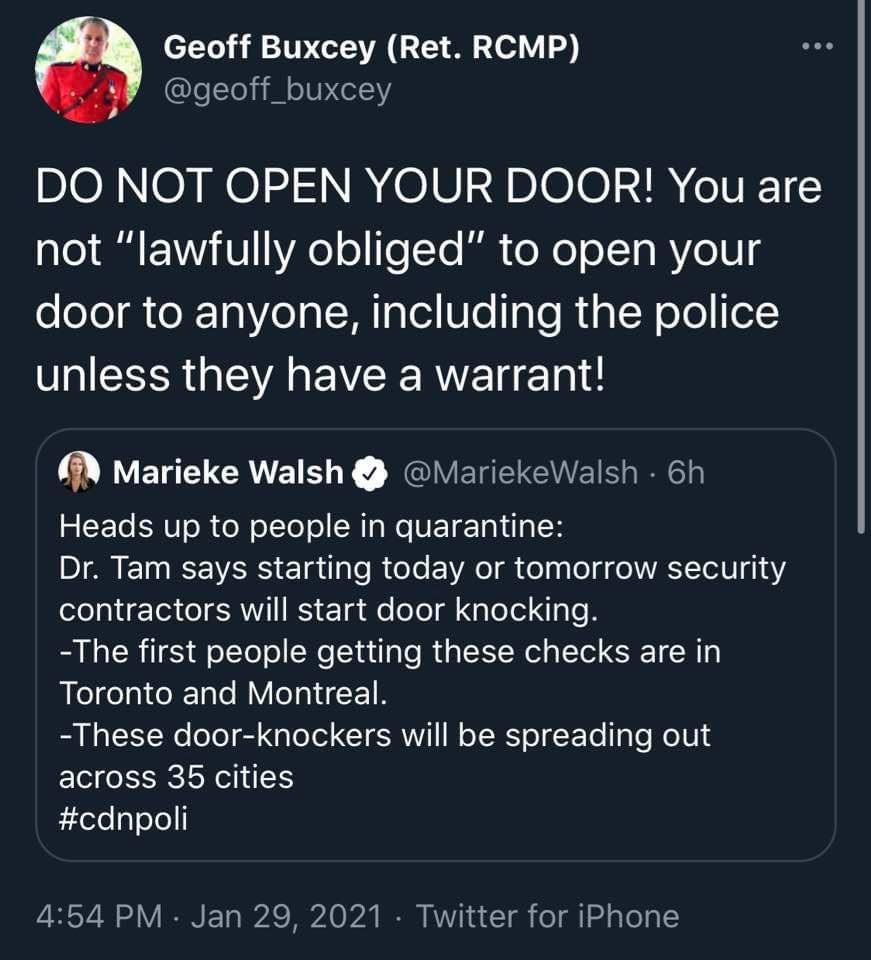 Geoff Buxcey (Ret. RCMP)
@geoff_buxcey
DO NOT OPEN YOUR DOOR! You are
not “lawfully obliged” to open your
door to anyone, including the police
unless they have a warrant!
Marieke Walsh @MariekeWalsh · 6h
Heads up to people in quarantine:
Dr. Tam says starting today or tomorrow security
contractors will start door knocking.
-The first people getting these checks are in
Toronto and Montreal.
-These door-knockers will be spreading out
across 35 cities
#cdnpoli
4:54 PM · Jan 29, 2021 · Twitter for iPhone